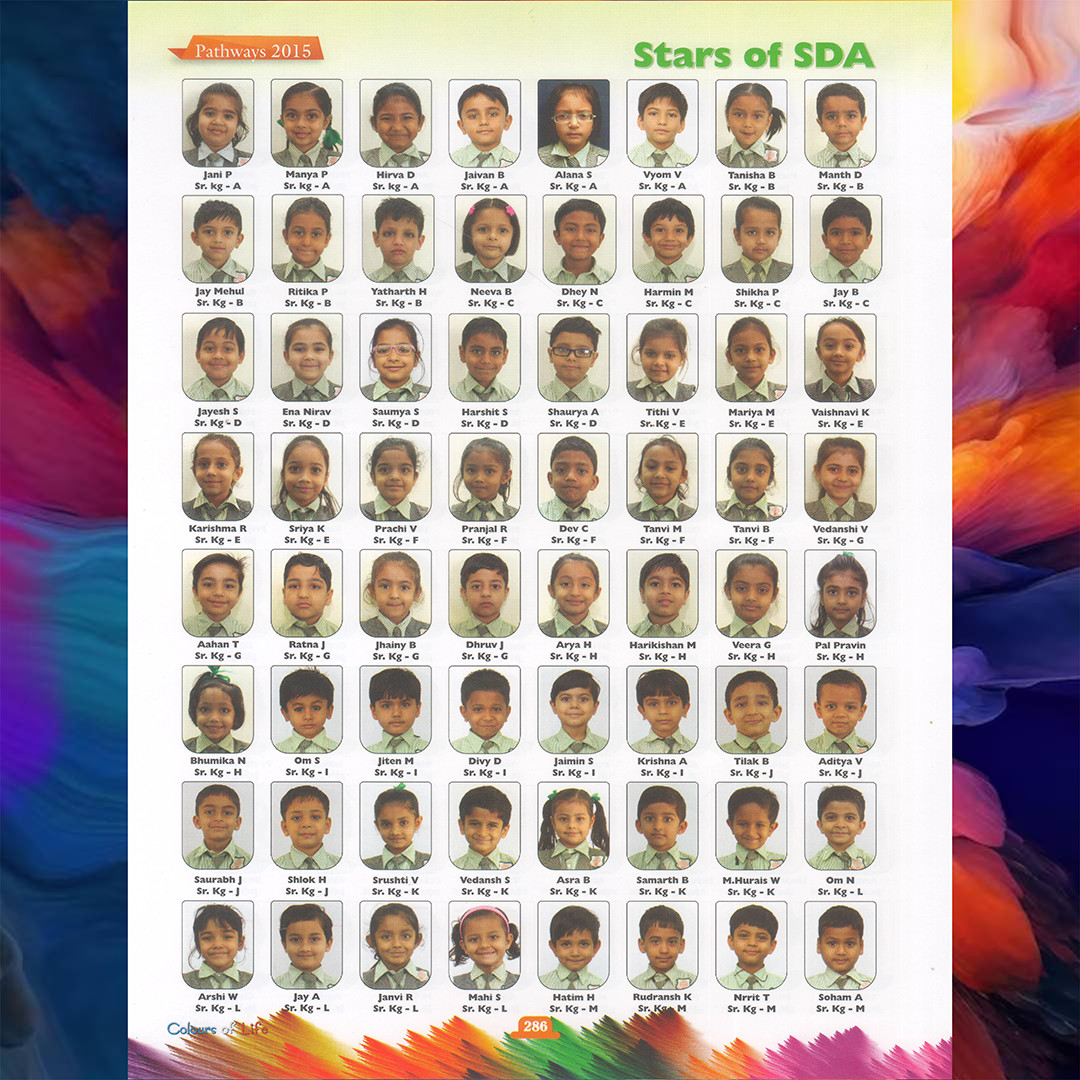 Pathways 2015
Stars of SDA
Jani P Manya P Hirva D Jaivan B Alana S Vyom V Tanisha B Manth D
Sr. kg - A Sr. kg - A Sr. kg - A Sr. Kg - A Sr. Kg - A Sr. Kg - A Sr. Kg - B Sr. Kg - B
Jay Mehul Ritika P Yatharth H Neeva B Dhey N Harmin M Shikha P Jay B
Sr. Kg - B Sr. Kg - B Sr. Kg - B Sr. Kg - C Sr. Kg - C Sr. Kg - C Sr. Kg - C Sr. Kg - C
Jayesh S Ena Nirav Saumya S Harshit S Shaurya A Tithi V Mariya M Vaishnavi K
Sr. Kg - D Sr. Kg - D Sr. Kg - D Sr. Kg - D Sr. Kg - D Sr. Kg - E Sr. Kg - E Sr. Kg - E
Karishma R Sriya K Prachi V Pranjal R Dev C Tanvi M Tanvi B Vedanshi V
Sr. Kg - E Sr. Kg - E Sr. Kg - F Sr. Kg - F Sr. Kg - F Sr. Kg - F Sr. Kg - F Sr. Kg - G
Aahan T Ratna J Jhainy B Dhruv J Arya H Harikishan M Veera G Pal Pravin
Sr. Kg - G Sr. Kg - G Sr. Kg - G Sr. Kg - G Sr. Kg - H Sr. Kg - H Sr. Kg - H Sr. Kg - H
Bhumika N Om S Jiten M Divy D Jaimin S Krishna A Tilak B Aditya V
Sr. Kg - H Sr. Kg - I Sr. Kg - I Sr. Kg - I Sr. Kg - I Sr. Kg - I Sr. Kg - J Sr. Kg - J
Saurabh J Shlok H Srushti V Vedansh S Asra B Samarth B M.Hurais W Om N
Sr. Kg - J Sr. Kg - J Sr. Kg - K Sr. Kg - K Sr. Kg - K Sr. Kg - K Sr. Kg - K Sr. Kg - L
Arshi W Jay A Janvi R Mahi S Hatim H Rudransh K Nrrit T Soham A
Sr. Kg - L Sr. Kg - L Sr. Kg - L Sr. Kg - L Sr. Kg - M Sr. Kg - M Sr. Kg - M Sr. Kg - M
Colours of Life
286